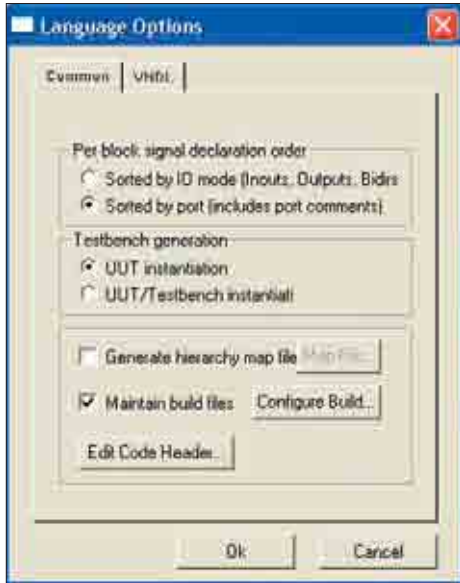 Language Options
Common VHDL
Per block signal declaration order
Sorted by IO mode (Inouts, Outputs, Bidirs
Sorted by port (includes port comments)
Testbench generation
UUT instantiation
UUT/Testbench instantiati
Generate hierarchy map file Map File...
Maintain build files Configure Build...
Edit Code Header...
Ok Cancel